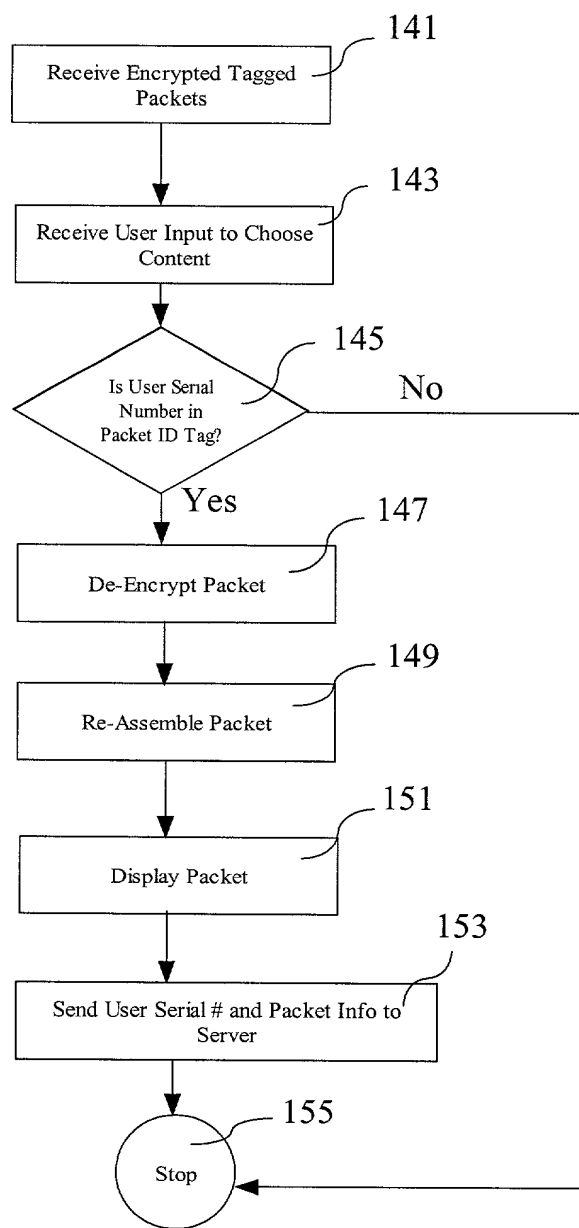 141
Receive Encrypted Tagged
Packets
143
Receive User Input to Choose
Content
145
Is User Serial
Number in
Packet ID Tag?
No
Yes
147
De-Encrypt Packet
149
Re-Assemble Packet
151
Display Packet
153
Send User Serial # and Packet Info to
Server
155
Stop